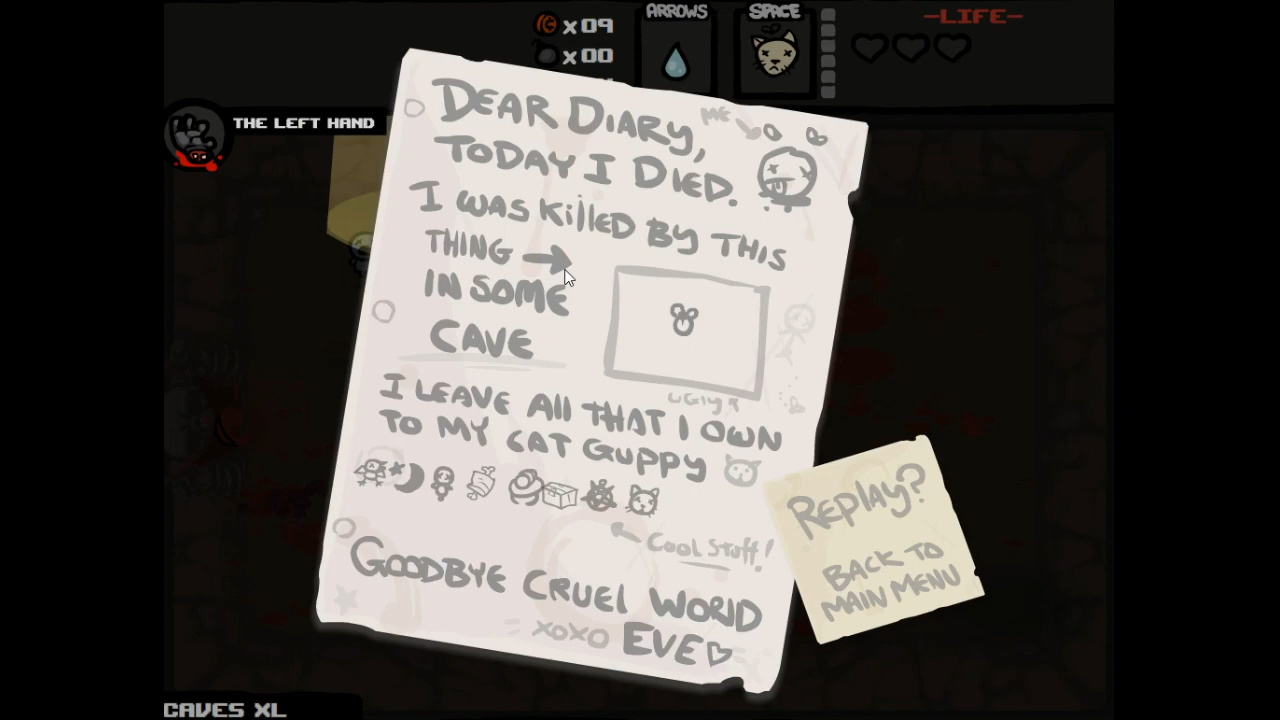 x09
ARROWS
SPACE
-LIFE-
x00
THE LEFT HAND
DEAR DIARY,
ME
TODAY I DIED.
I WAS KillED BY THIS
THING →
IN SOME
CAVE
UGly
I LEAVE All THAT I OWN
TO MY CAT GUPPY
COOL STUFF!
GOODBYE CRUEL WORlD
XOXO EVE
REPlAY?
BACK TO
MAIN MENU
CAVES XL